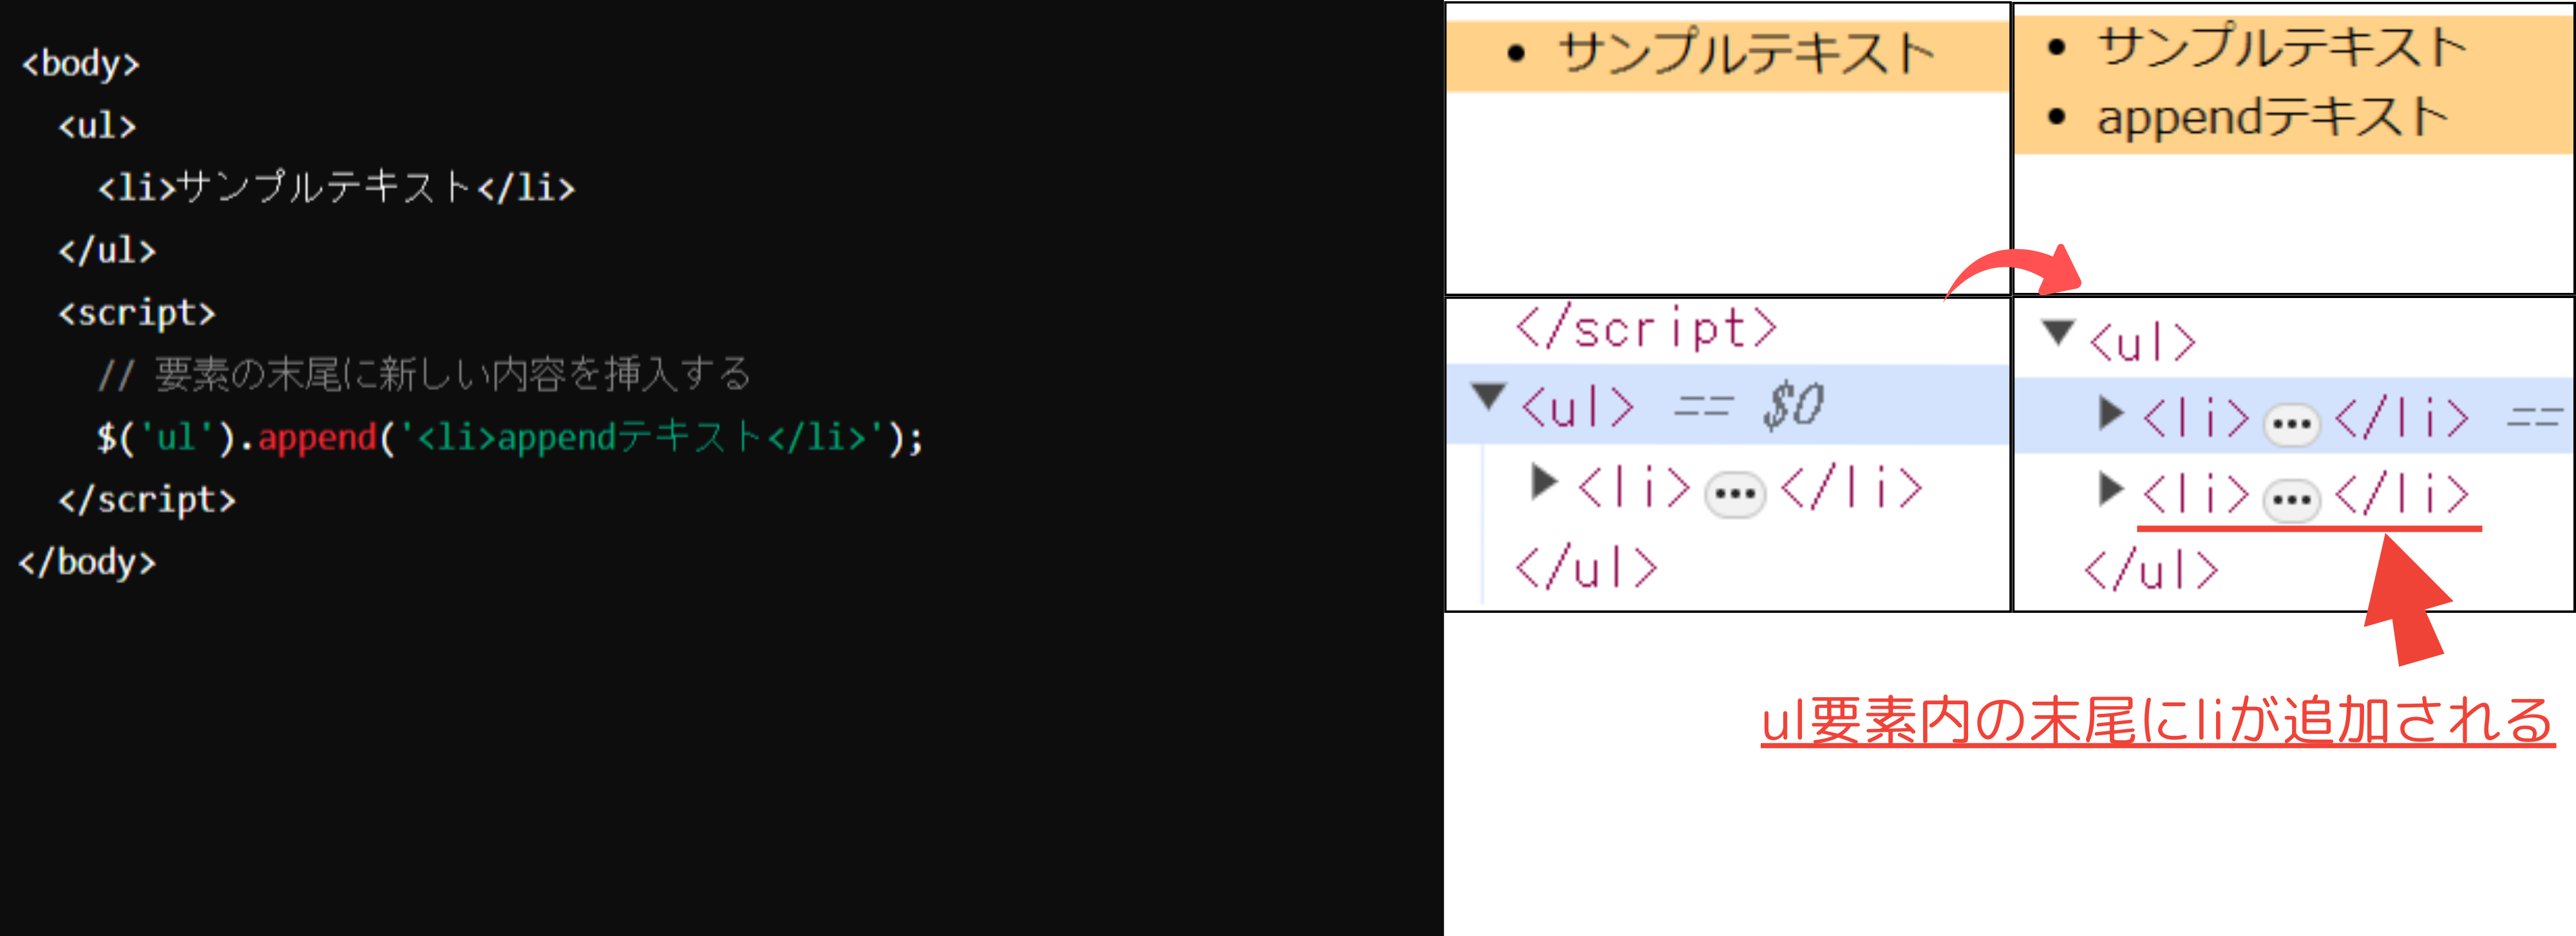 <body>
<ul>
<li>サンプルテキスト</li>
</ul>
<script>
// 要素の末尾に新しい内容を挿入する
$('ul').append('<li>appendテキスト</li>');
</script>
</body>
• サンプルテキスト
• サンプルテキスト
• appendテキスト
</script>
▼<ul> == $0
▶<li>…</li>
</ul>
▼<ul>
▶<li>…</li> ==
▶<li>…</li>
</ul>
ul要素内の末尾にliが追加される